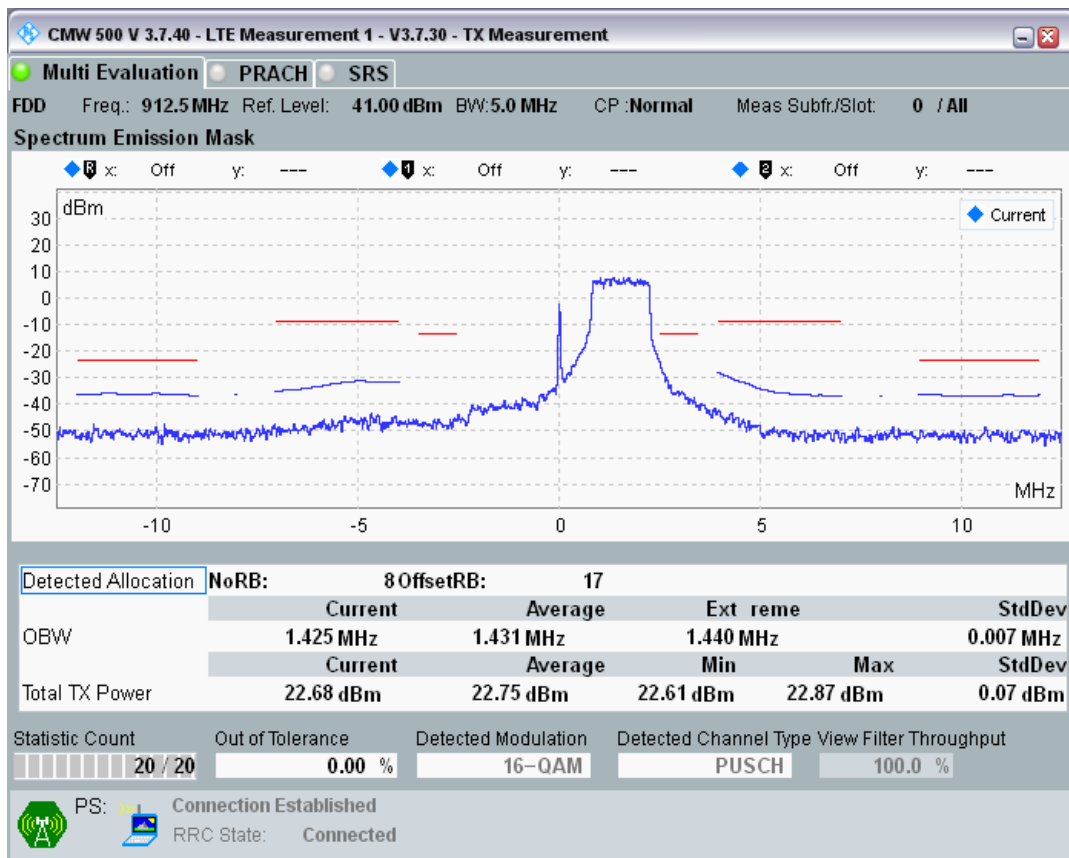 CMW 500 V 3.7.40 - LTE Measurement 1 - V3.7.30 - TX Measurement
Multi Evaluation PRACH SRS
FDD Freq.: 912.5 MHz Ref. Level: 41.00 dBm BW:5.0 MHz CP :Normal Meas Subfr./Slot: 0 / All
Spectrum Emission Mask
R x: Off y: --- 1 x: Off y: --- 2 x: Off y: ---
dBm
Current
30
20
10
0
-10
-20
-30
-40
-50
-60
-70
MHz
-10 -5 0 5 10
Detected Allocation NoRB: 8 OffsetRB: 17
Current Average Ext reme StdDev
OBW 1.425 MHz 1.431 MHz 1.440 MHz 0.007 MHz
Current Average Min Max StdDev
Total TX Power 22.68 dBm 22.75 dBm 22.61 dBm 22.87 dBm 0.07 dBm
Statistic Count Out of Tolerance Detected Modulation Detected Channel Type View Filter Throughput
20 / 20 0.00 % 16-QAM PUSCH 100.0 %
PS: Connection Established
RRC State: Connected